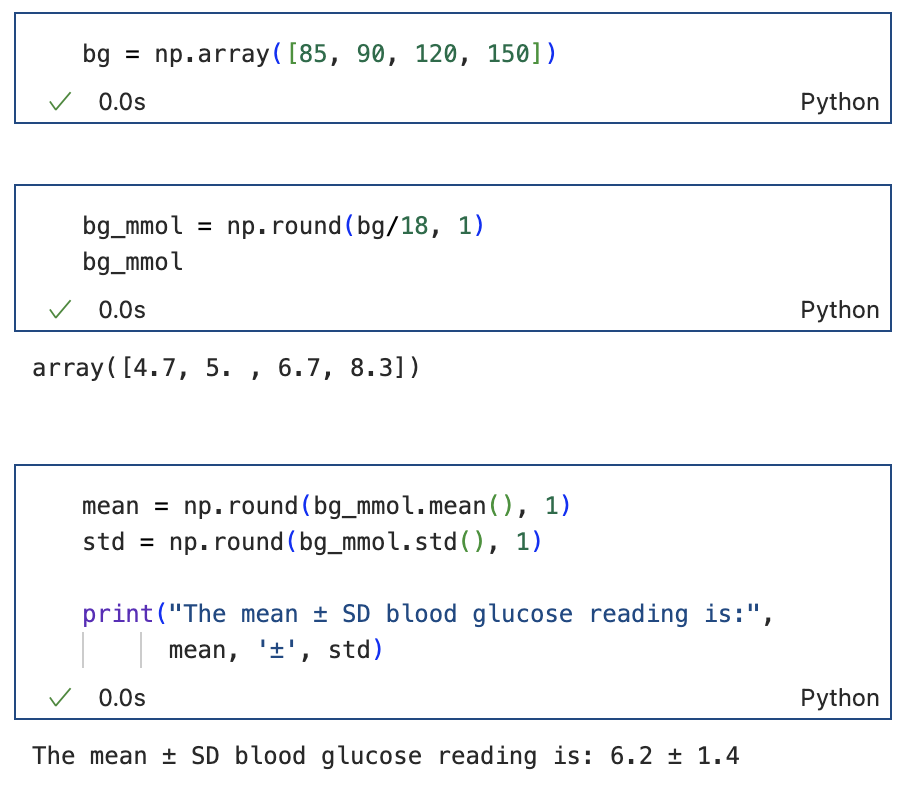 bg = np.array([85, 90, 120, 150])
✓ 0.0s Python
bg_mmol = np.round(bg/18, 1)
bg_mmol
✓ 0.0s Python
array([4.7, 5. , 6.7, 8.3])
mean = np.round(bg_mmol.mean(), 1)
std = np.round(bg_mmol.std(), 1)
print("The mean ± SD blood glucose reading is:",
mean, '±', std)
✓ 0.0s Python
The mean ± SD blood glucose reading is: 6.2 ± 1.4